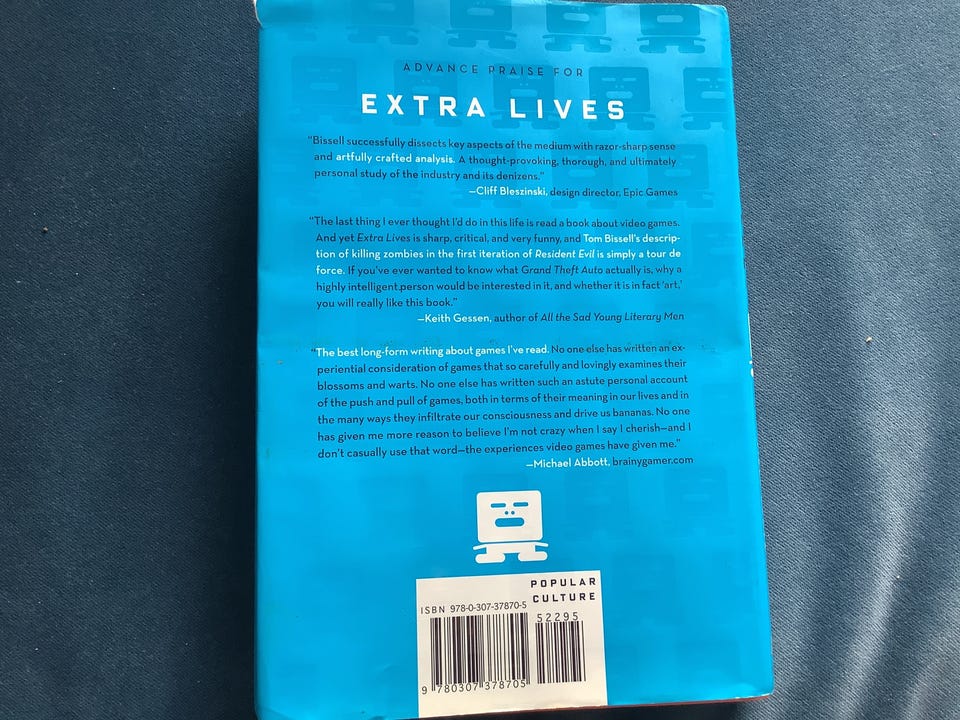 ADVANCE PRAISE FOR
EXTRA LIVES
“Bissell successfully dissects key aspects of the medium with razor-sharp sense
and artfully crafted analysis. A thought-provoking, thorough, and ultimately
personal study of the industry and its denizens.”
—Cliff Bleszinski, design director, Epic Games
“The last thing I ever thought I’d do in this life is read a book about video games.
And yet Extra Lives is sharp, critical, and very funny, and Tom Bissell’s descrip-
tion of killing zombies in the first iteration of Resident Evil is simply a tour de
force. If you’ve ever wanted to know what Grand Theft Auto actually is, why a
highly intelligent person would be interested in it, and whether it is in fact ‘art,’
you will really like this book.”
—Keith Gessen, author of All the Sad Young Literary Men
“The best long-form writing about games I’ve read. No one else has written an ex-
periential consideration of games that so carefully and lovingly examines their
blossoms and warts. No one else has written such an astute personal account
of the push and pull of games, both in terms of their meaning in our lives and in
the many ways they infiltrate our consciousness and drive us bananas. No one
has given me more reason to believe I’m not crazy when I say I cherish—and I
don’t casually use that word—the experiences video games have given me.”
—Michael Abbott, brainygamer.com
POPULAR
CULTURE
ISBN 978-0-307-37870-5
52295
9 780307 378705